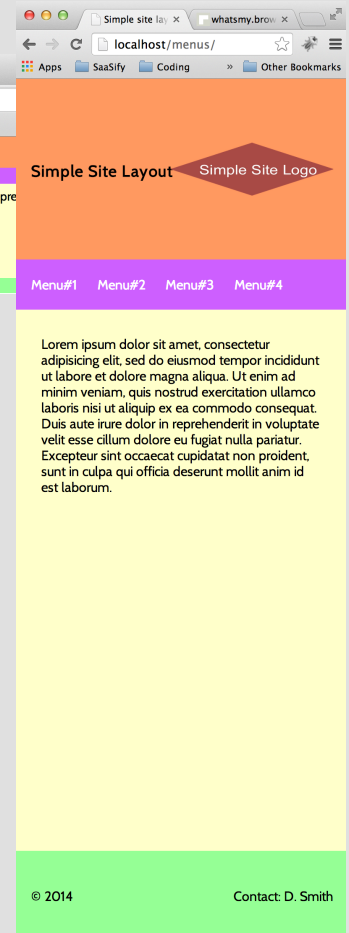 Simple site lay
whatsmy.brow
localhost/menus/
Apps SaaSify Coding » Other Bookmarks
pre
Simple Site Layout
Simple Site Logo
Menu#1 Menu#2 Menu#3 Menu#4
Lorem ipsum dolor sit amet, consectetur
adipisicing elit, sed do eiusmod tempor incididunt
ut labore et dolore magna aliqua. Ut enim ad
minim veniam, quis nostrud exercitation ullamco
laboris nisi ut aliquip ex ea commodo consequat.
Duis aute irure dolor in reprehenderit in voluptate
velit esse cillum dolore eu fugiat nulla pariatur.
Excepteur sint occaecat cupidatat non proident,
sunt in culpa qui officia deserunt mollit anim id
est laborum.
© 2014 Contact: D. Smith